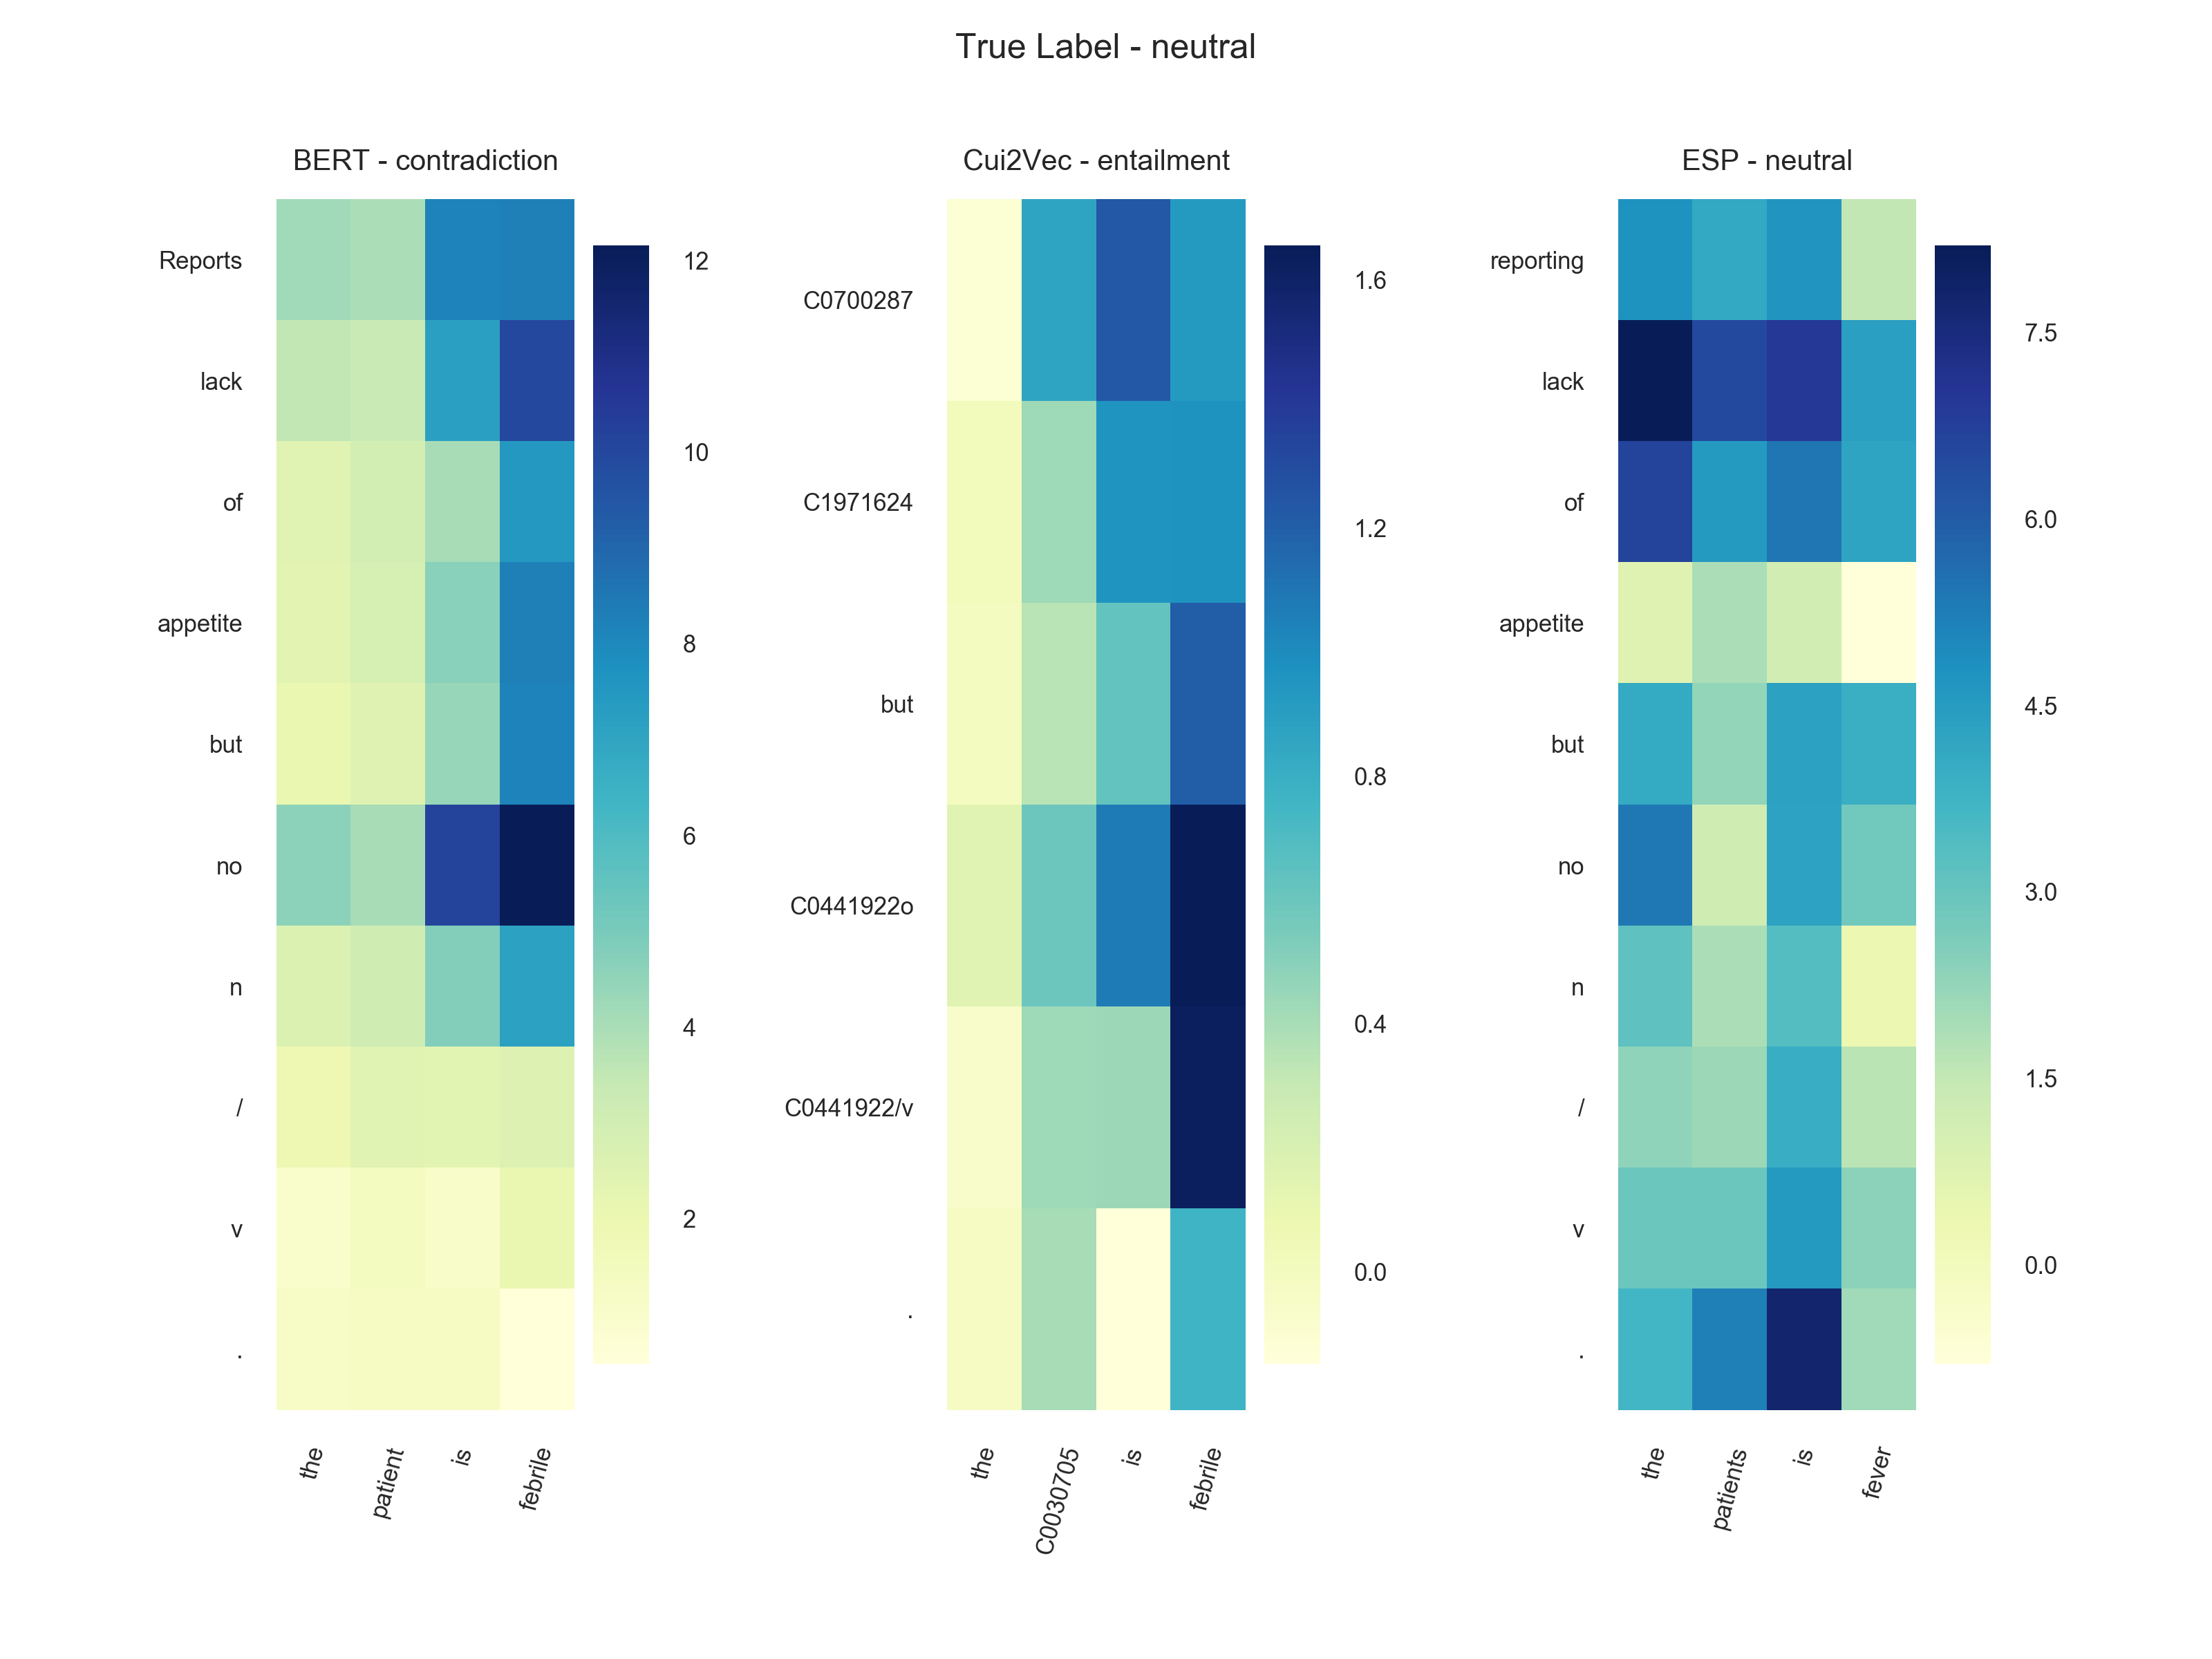 True Label - neutral
BERT - contradiction
Reports
lack
of
appetite
but
no
n
/
v
.
the
patient
is
febrile
12
10
8
6
4
2
Cui2Vec - entailment
C0700287
C1971624
but
C0441922o
C0441922/v
.
the
C0030705
is
febrile
1.6
1.2
0.8
0.4
0.0
ESP - neutral
reporting
lack
of
appetite
but
no
n
/
v
.
the
patients
is
fever
7.5
6.0
4.5
3.0
1.5
0.0